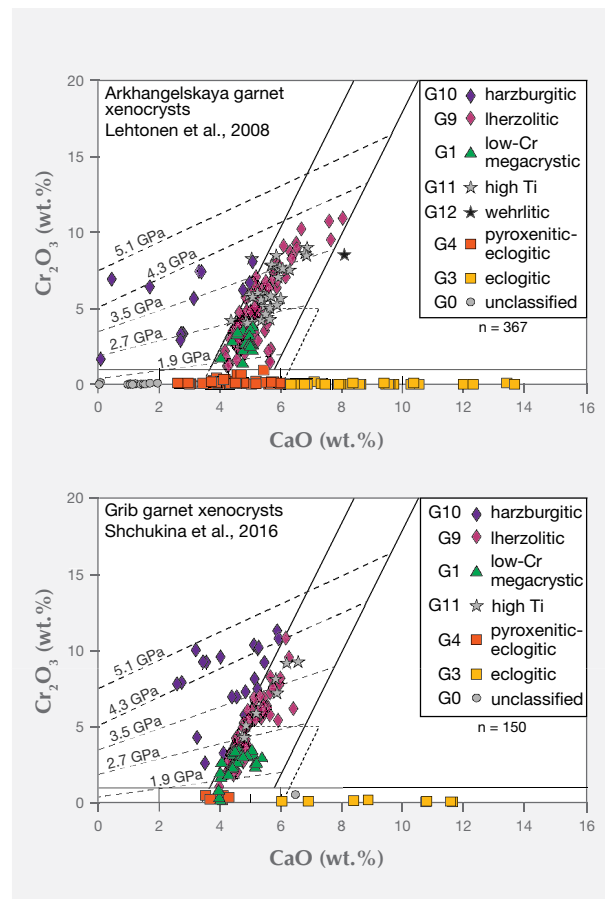 20
15
10
5
0
Cr2O3 (wt.%)
Arkhangelskaya garnet
xenocrysts
Lehtonen et al., 2008
5.1 GPa
4.3 GPa
3.5 GPa
2.7 GPa
1.9 GPa
G10 harzburgitic
G9 lherzolitic
G1 low-Cr
megacrystic
G11 high Ti
G12 wehrlitic
G4 pyroxenitic-
eclogitic
G3 eclogitic
G0 unclassified
n = 367
0 2 4 6 8 10 12 14 16
CaO (wt.%)
20
15
10
5
0
Cr2O3 (wt.%)
Grib garnet xenocrysts
Shchukina et al., 2016
5.1 GPa
4.3 GPa
3.5 GPa
2.7 GPa
1.9 GPa
G10 harzburgitic
G9 lherzolitic
G1 low-Cr
megacrystic
G11 high Ti
G4 pyroxenitic-
eclogitic
G3 eclogitic
G0 unclassified
n = 150
0 2 4 6 8 10 12 14 16
CaO (wt.%)